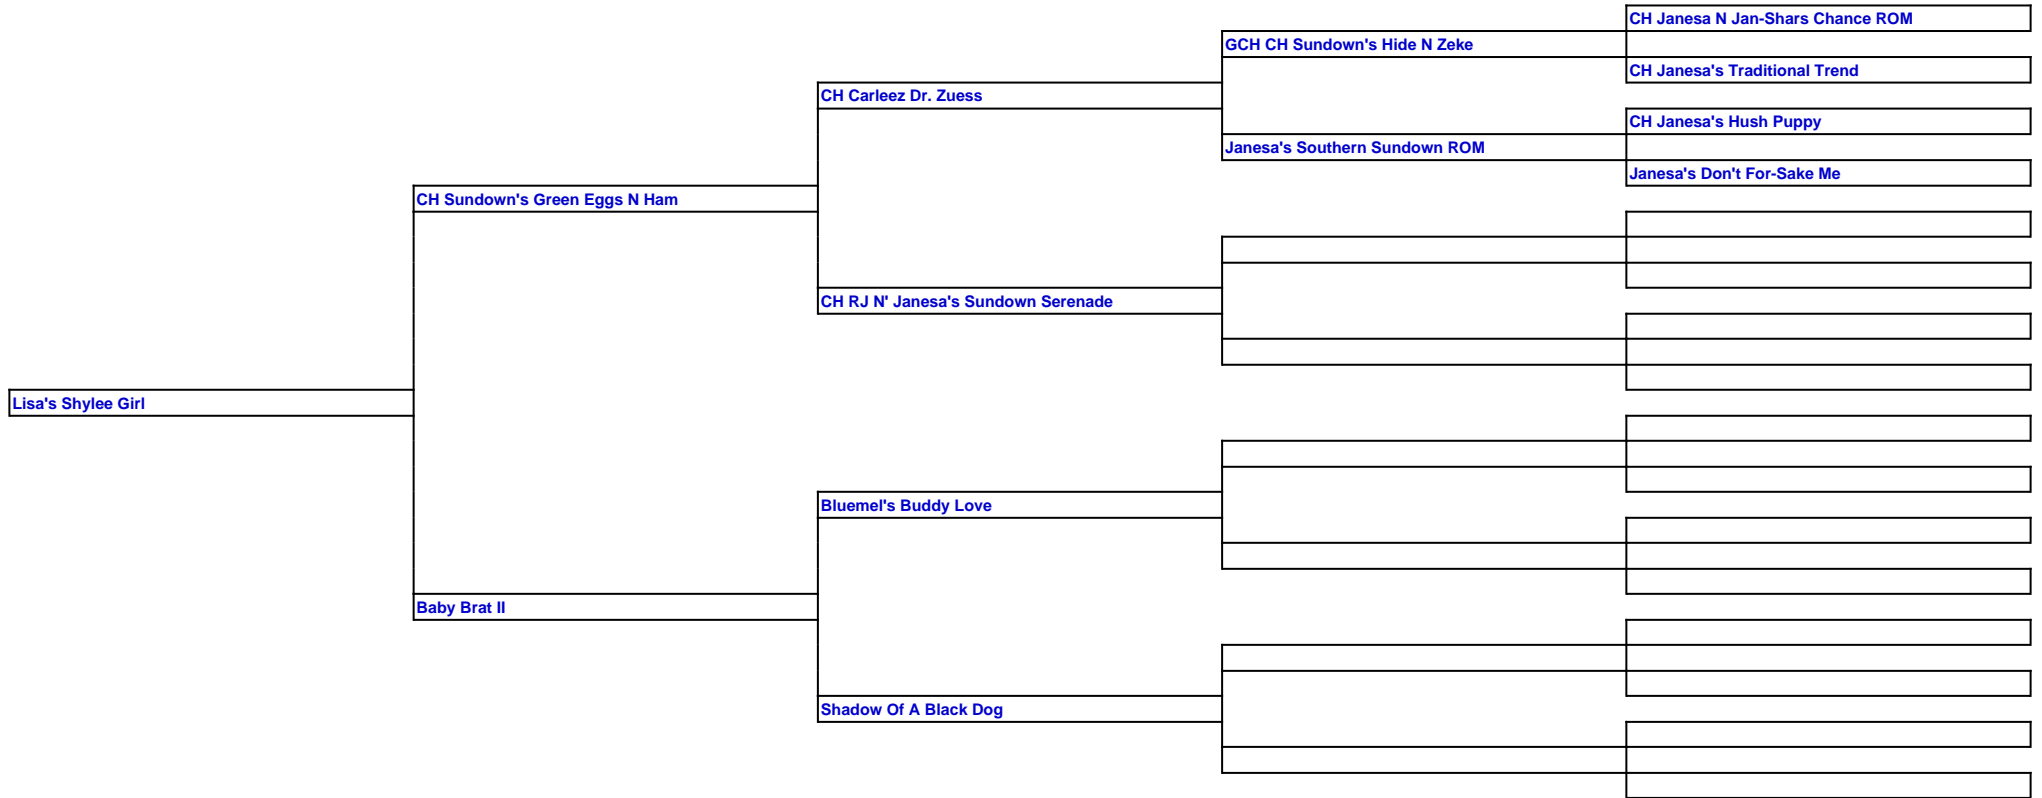 CH Janesa N Jan-Shars Chance ROM
GCH CH Sundown's Hide N Zeke
CH Janesa's Traditional Trend
CH Carleez Dr. Zuess
CH Janesa's Hush Puppy
Janesa's Southern Sundown ROM
Janesa's Don't For-Sake Me
CH Sundown's Green Eggs N Ham
CH RJ N' Janesa's Sundown Serenade
Lisa's Shylee Girl
Bluemel's Buddy Love
Baby Brat II
Shadow Of A Black Dog